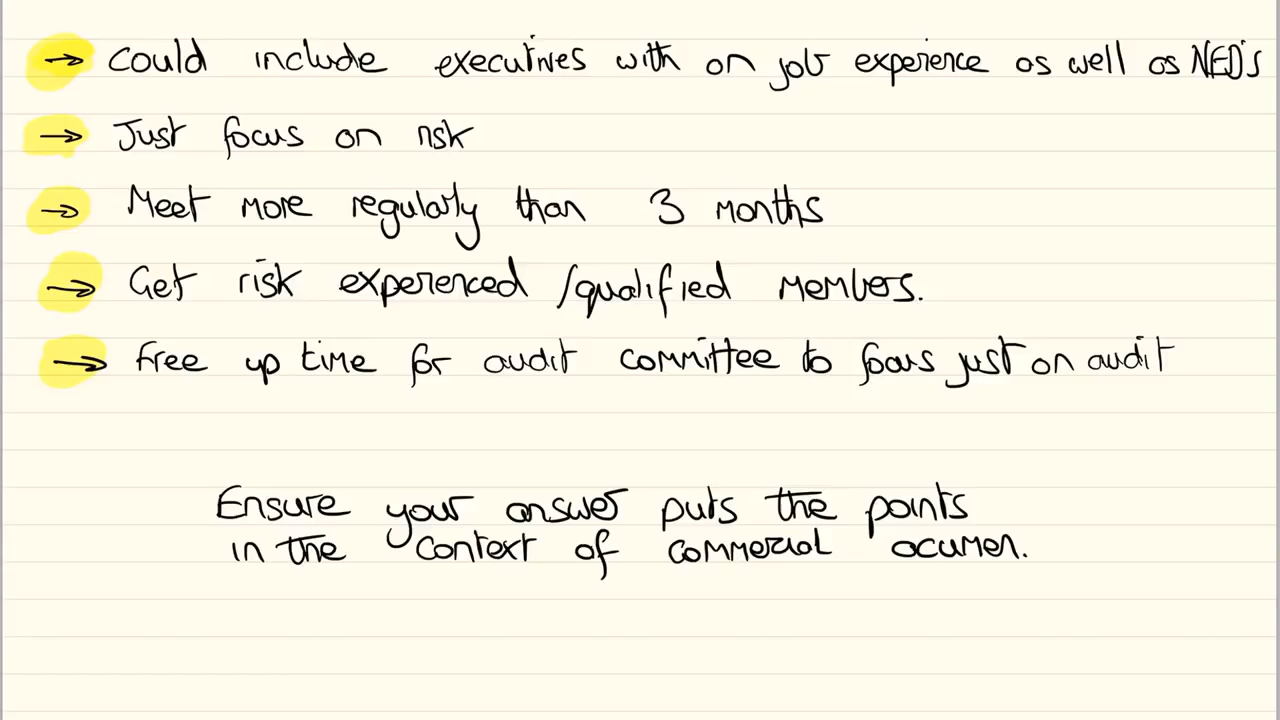 → Could include executives with on job experience as well as NED's
→ Just focus on risk
→ Meet more regularly than 3 months
→ Get risk experienced /qualified members.
→ Free up time for audit committee to focus just on audit
Ensure your answer puts the points
in the context of commercial acumen.